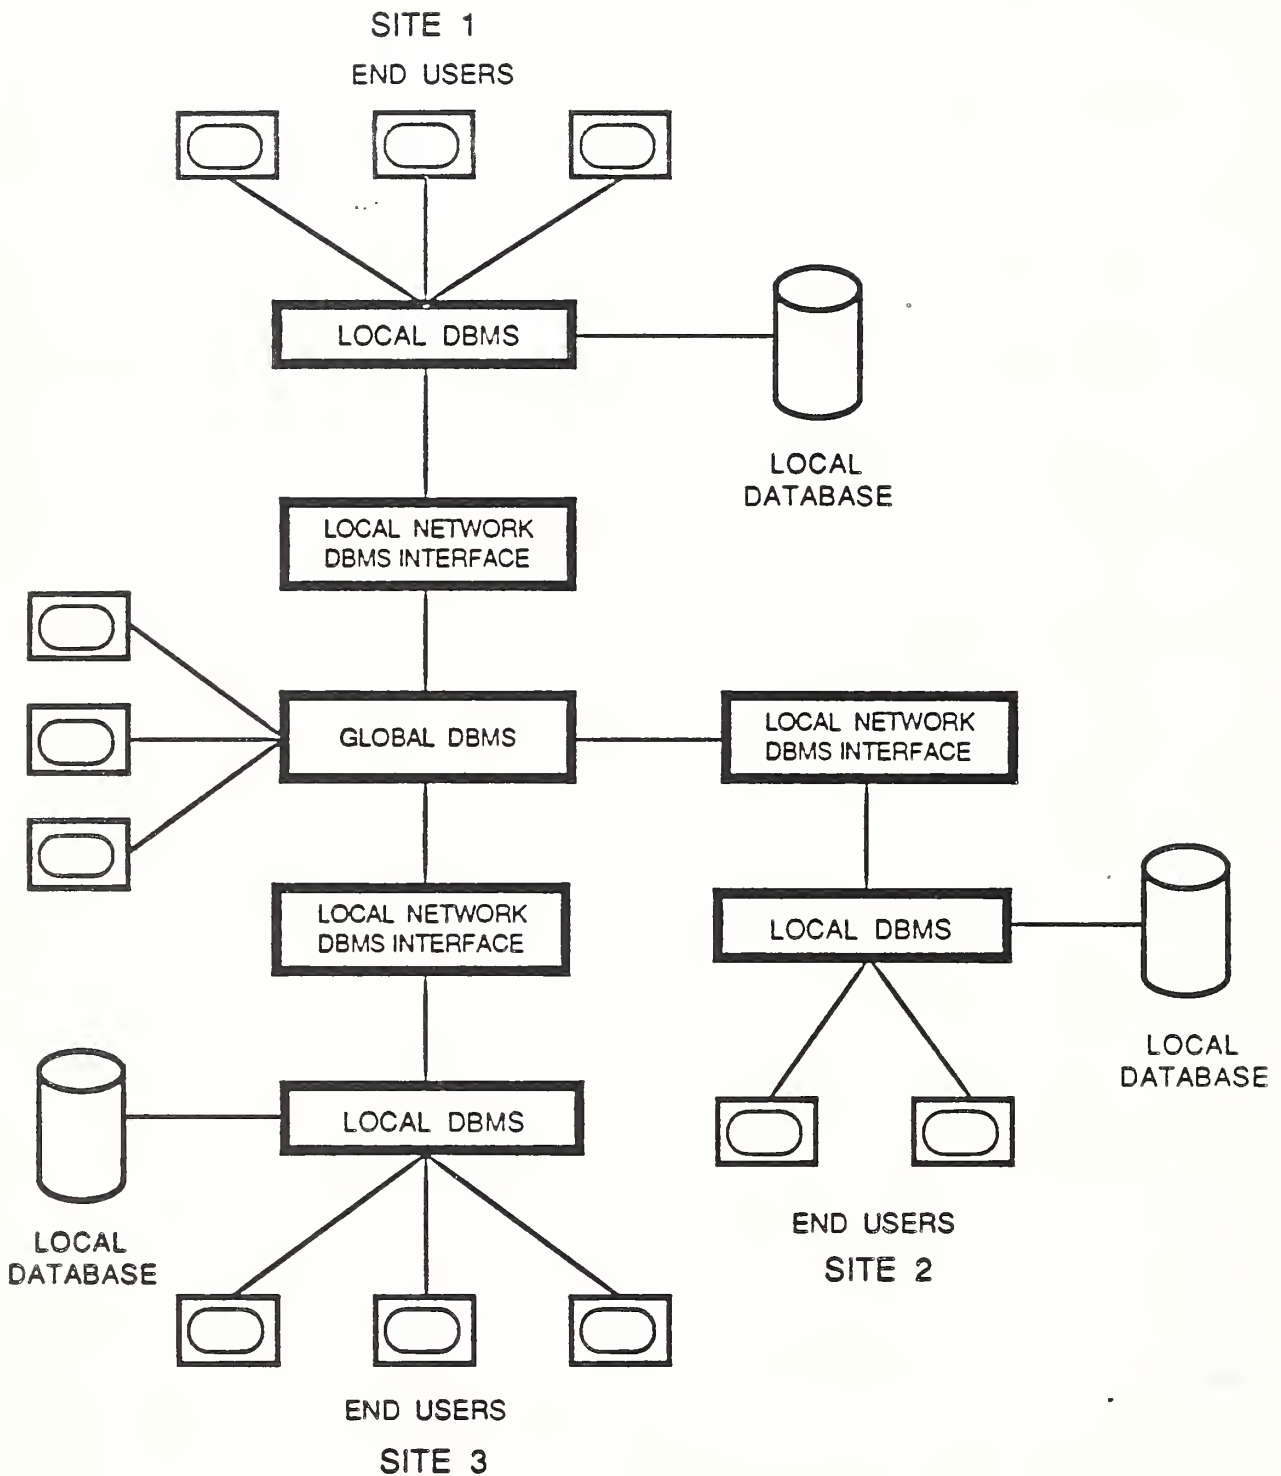 SITE 1
END USERS
LOCAL DBMS
LOCAL
DATABASE
LOCAL NETWORK
DBMS INTERFACE
GLOBAL DBMS
LOCAL NETWORK
DBMS INTERFACE
LOCAL NETWORK
DBMS INTERFACE
LOCAL DBMS
LOCAL
DATABASE
LOCAL DBMS
LOCAL
DATABASE
END USERS
SITE 2
END USERS
SITE 3